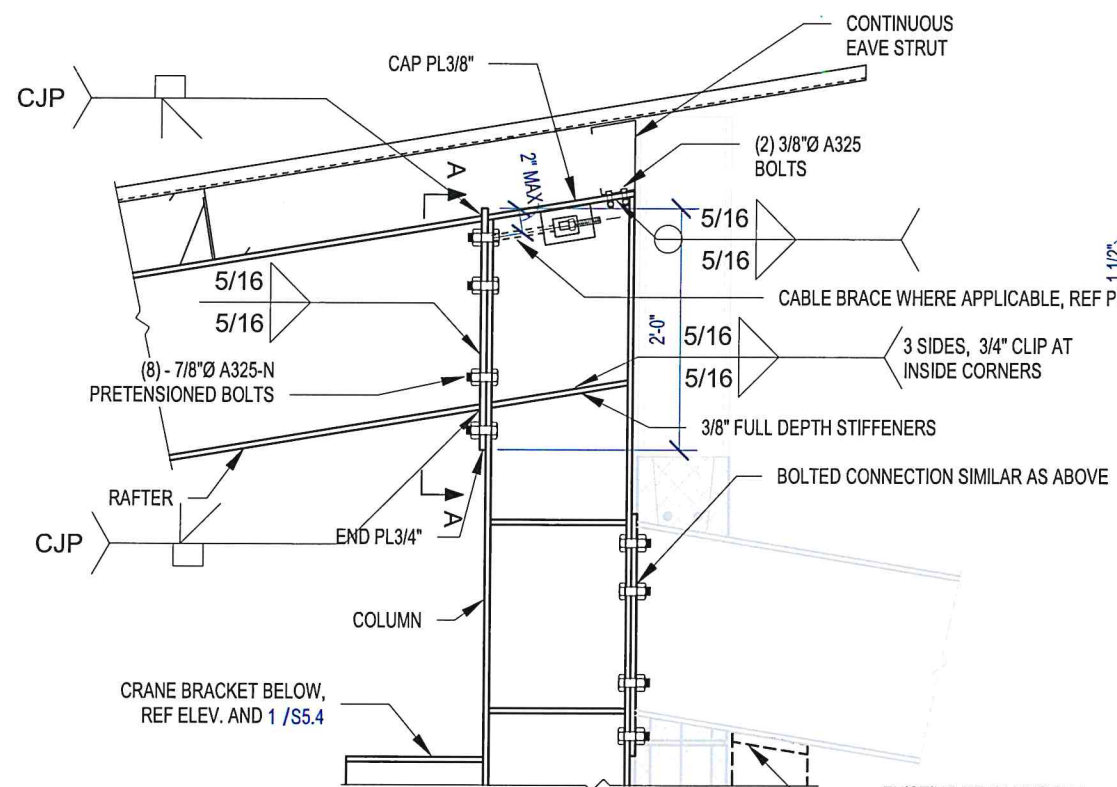 CONTINUOUS
EAVE STRUT
CAP PL3/8"
CJP
(2) 3/8"Ø A325
BOLTS
A
2" MAX
5/16
5/16
1 1/2"
CABLE BRACE WHERE APPLICABLE, REF P
5/16
5/16
2'-0"
5/16
5/16
3 SIDES, 3/4" CLIP AT
INSIDE CORNERS
(8) - 7/8"Ø A325-N
PRETENSIONED BOLTS
3/8" FULL DEPTH STIFFENERS
RAFTER
BOLTED CONNECTION SIMILAR AS ABOVE
A
END PL3/4"
CJP
COLUMN
CRANE BRACKET BELOW,
REF ELEV. AND 1 /S5.4